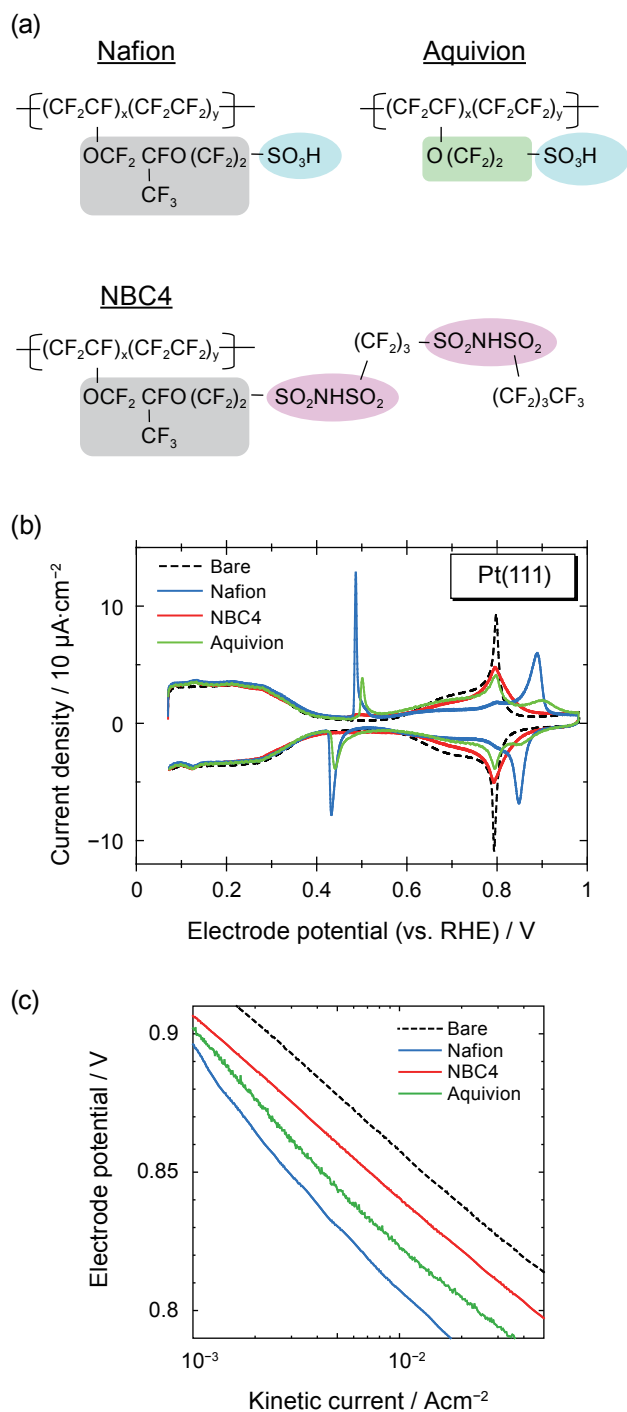 (a)
Nafion
Aquivion
(CF₂CF)ₓ(CF₂CF₂)ᵧ
OCF₂ CFO (CF₂)₂ – SO₃H
CF₃
(CF₂CF)ₓ(CF₂CF₂)ᵧ
O (CF₂)₂ – SO₃H
NBC4
(CF₂CF)ₓ(CF₂CF₂)ᵧ
(CF₂)₃ – SO₂NHSO₂
OCF₂ CFO (CF₂)₂ – SO₂NHSO₂
(CF₂)₃CF₃
CF₃
(b)
Bare
Nafion
NBC4
Aquivion
Pt(111)
Current density / 10 μA·cm⁻²
10
0
−10
0 0.2 0.4 0.6 0.8 1
Electrode potential (vs. RHE) / V
(c)
Bare
Nafion
NBC4
Aquivion
Electrode potential / V
0.9
0.85
0.8
10⁻³ 10⁻²
Kinetic current / Acm⁻²